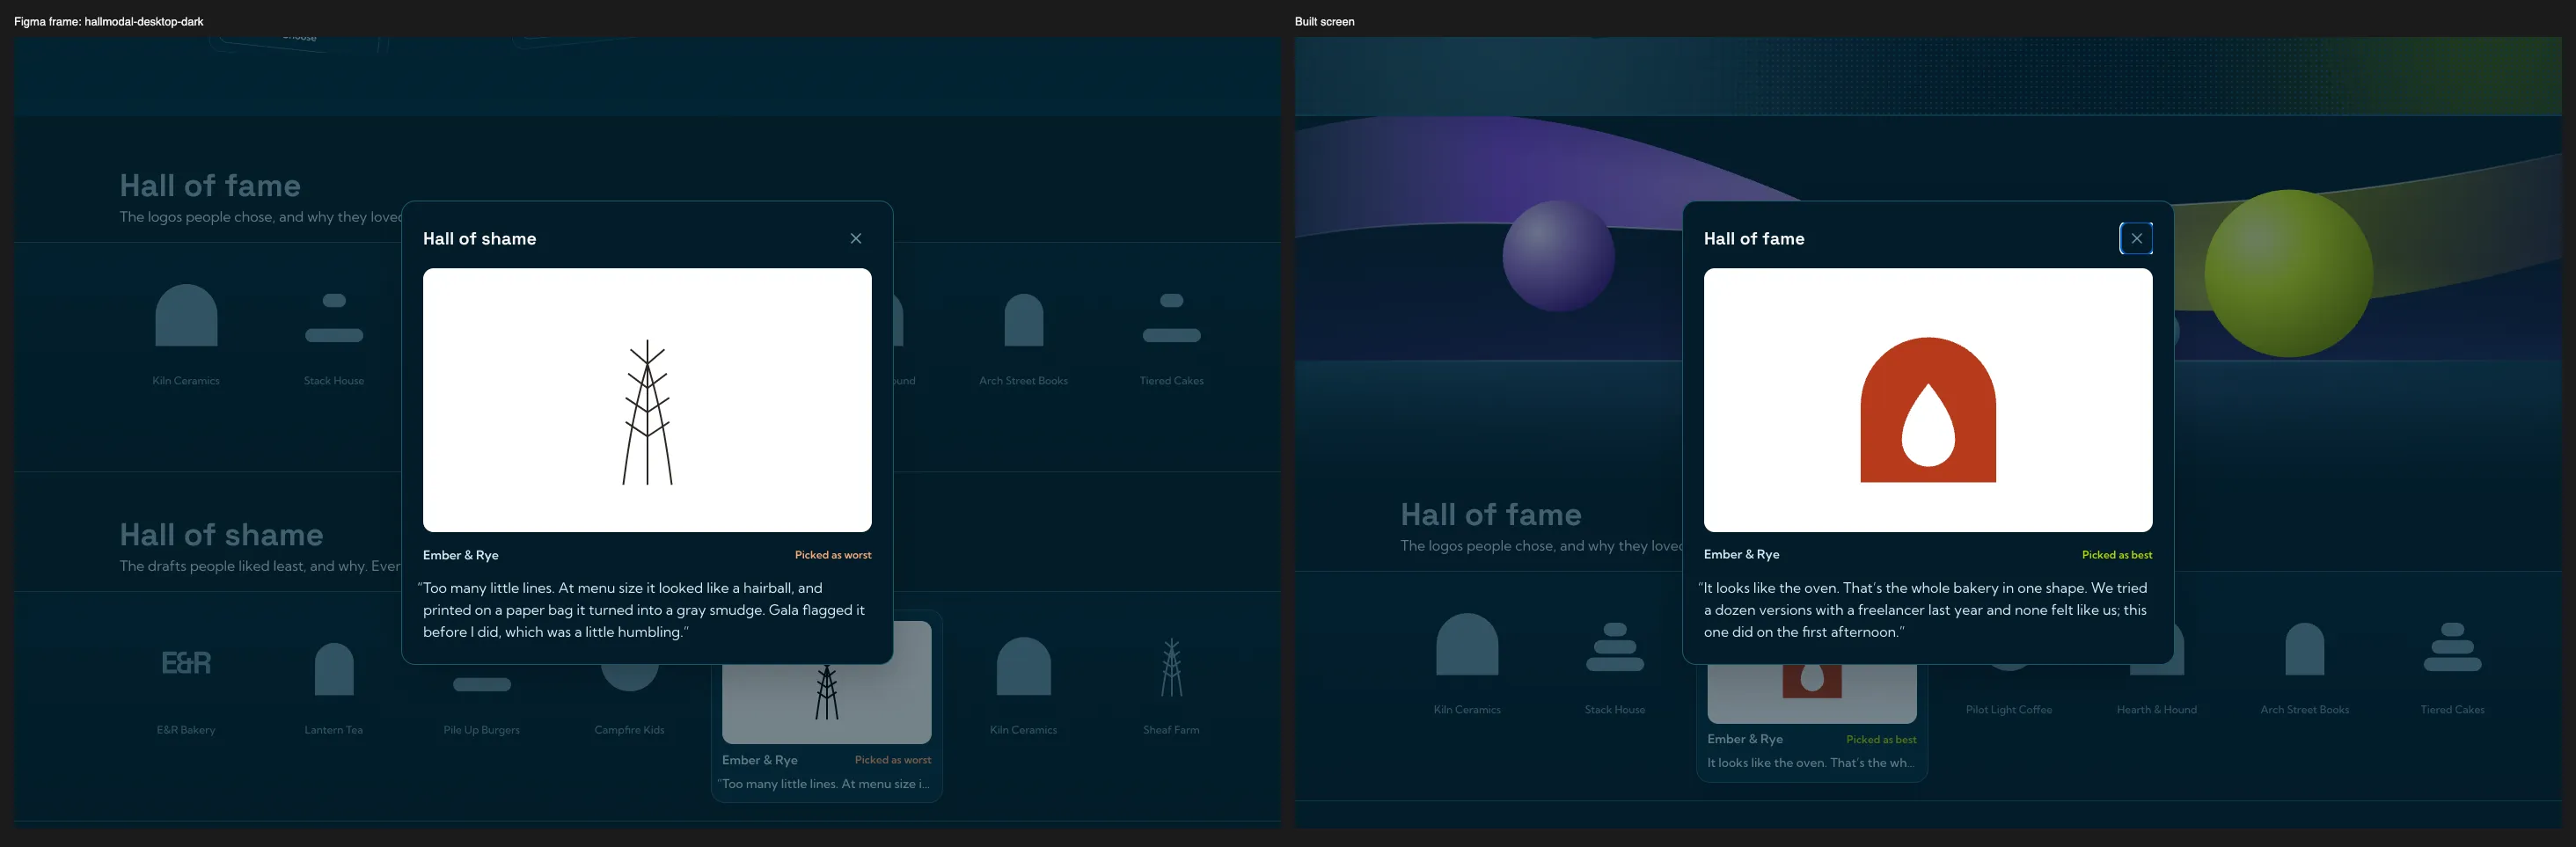 Figma frame: hallmodal-desktop-dark
Choose
Hall of fame
The logos people chose, and why they loved
Hall of shame
Kiln Ceramics
Stack House
Arch Street Books
Tiered Cakes
Ember & Rye
Picked as worst
“Too many little lines. At menu size it looked like a hairball, and
printed on a paper bag it turned into a gray smudge. Gala flagged it
before I did, which was a little humbling.”
Hall of shame
The drafts people liked least, and why. Ever
E&R
E&R Bakery
Lantern Tea
Pile Up Burgers
Campfire Kids
Ember & Rye
Picked as worst
“Too many little lines. At menu size i...
Kiln Ceramics
Sheaf Farm
Built screen
Hall of fame
Ember & Rye
Picked as best
“It looks like the oven. That’s the whole bakery in one shape. We tried
a dozen versions with a freelancer last year and none felt like us; this
one did on the first afternoon.”
Hall of fame
The logos people chose, and why they loved
Kiln Ceramics
Stack House
Ember & Rye
Picked as best
It looks like the oven. That’s the wh...
Pilot Light Coffee
Hearth & Hound
Arch Street Books
Tiered Cakes